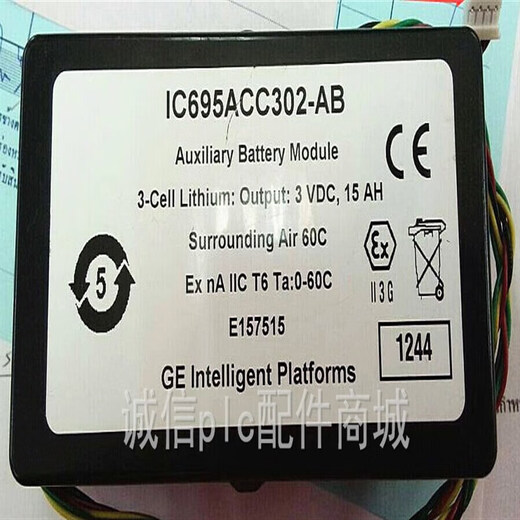 IC695ACC302-AB
Auxiliary Battery Module
3-Cell Lithium: Output: 3 VDC, 15 AH
Surrounding Air 60C
Ex nA IIC T6 Ta:0-60C
E157515
GE Intelligent Platforms
5
CE
Ex
II 3 G
1244
诚信plc配件商城